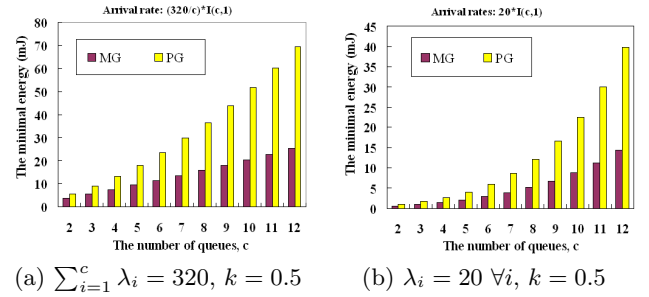 Arrival rate: (320/c)*I(c,1)
The minimal energy (mJ)
80
70
60
50
40
30
20
10
0
MG PG
2 3 4 5 6 7 8 9 10 11 12
The number of queues, c
(a) ∑_{i=1}^{c} λ_i = 320, k = 0.5
Arrival rates: 20*I(c,1)
The minimal energy (mJ)
45
40
35
30
25
20
15
10
5
0
MG PG
2 3 4 5 6 7 8 9 10 11 12
The number of queues, c
(b) λ_i = 20 ∀i, k = 0.5